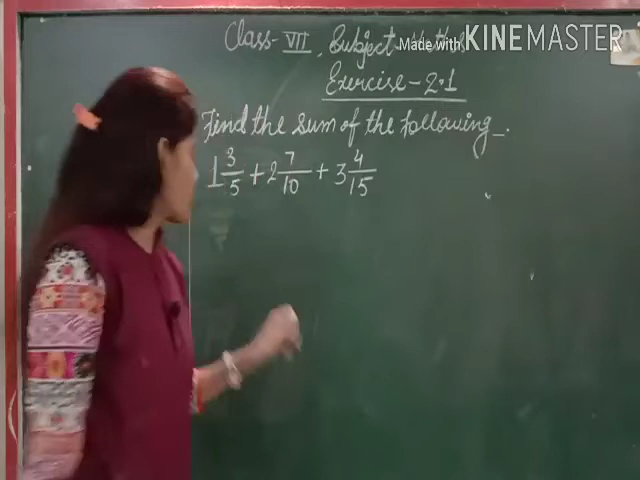 Class-VII, Subject-
Made with KINEMASTER
Exercise-2.1
Find the sum of the following-.
1 3/5 + 2 7/10 + 3 4/15